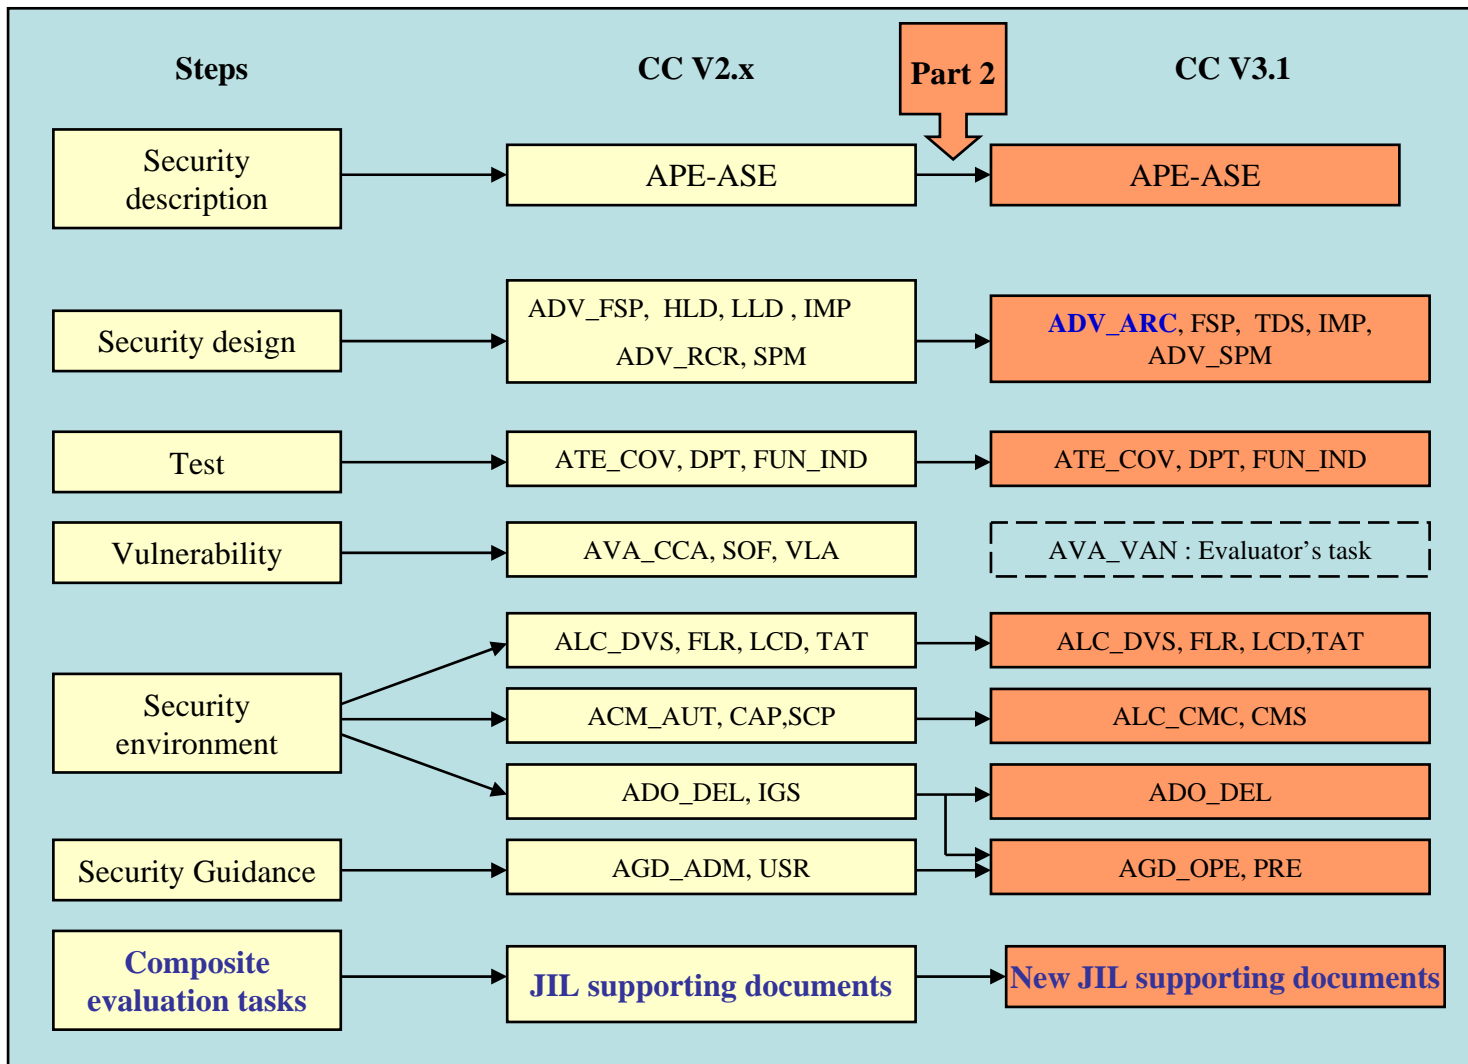 Steps
CC V2.x
Part 2
CC V3.1
Security
description
APE-ASE
APE-ASE
Security design
ADV_FSP, HLD, LLD , IMP
ADV_RCR, SPM
ADV_ARC, FSP, TDS, IMP,
ADV_SPM
Test
ATE_COV, DPT, FUN_IND
ATE_COV, DPT, FUN_IND
Vulnerability
AVA_CCA, SOF, VLA
AVA_VAN : Evaluator’s task
Security
environment
ALC_DVS, FLR, LCD, TAT
ALC_DVS, FLR, LCD,TAT
ACM_AUT, CAP,SCP
ALC_CMC, CMS
ADO_DEL, IGS
ADO_DEL
Security Guidance
AGD_ADM, USR
AGD_OPE, PRE
Composite
evaluation tasks
JIL supporting documents
New JIL supporting documents